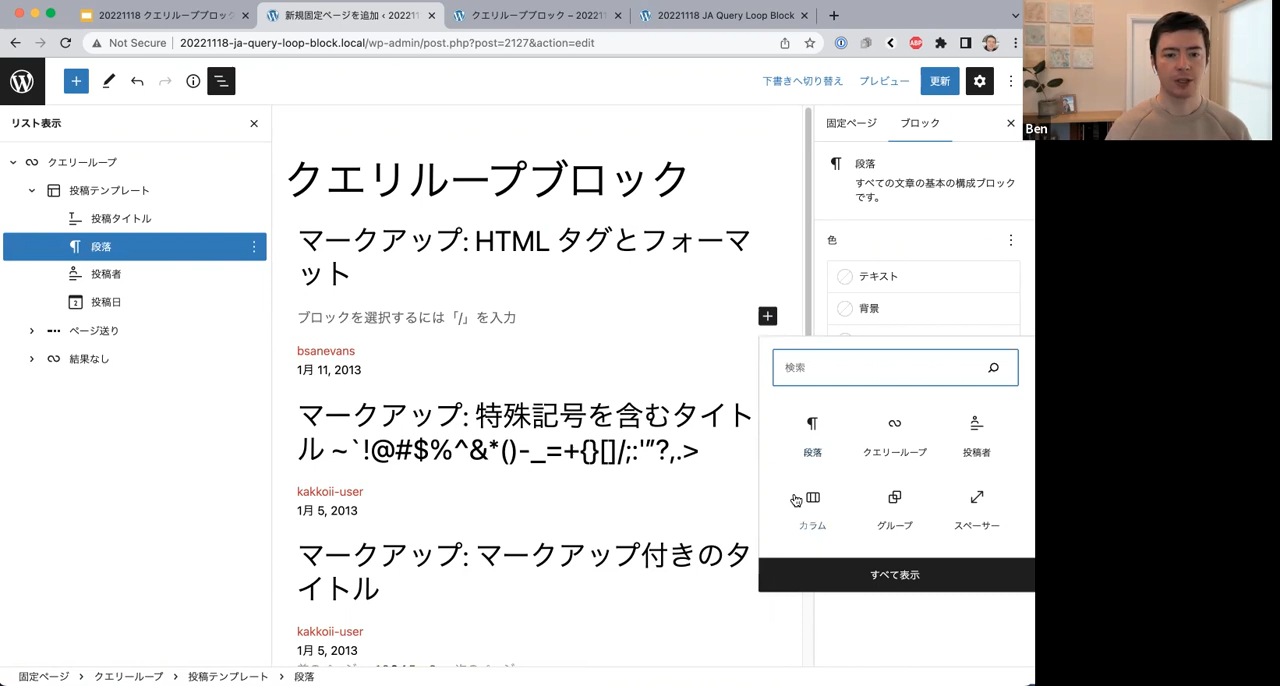 20221118 クエリループブロック
新規固定ページを追加 ‹ 202211
クエリループブロック – 202211
20221118 JA Query Loop Block
Not Secure
20221118-ja-query-loop-block.local/wp-admin/post.php?post=2127&action=edit
ABP
Ben
下書きへ切り替え
プレビュー
更新
リスト表示
クエリーループ
投稿テンプレート
投稿タイトル
段落
投稿者
投稿日
ページ送り
結果なし
クエリループブロック
マークアップ: HTML タグとフォーマ
ット
ブロックを選択するには「/」を入力
bsanevans
1月 11, 2013
マークアップ: 特殊記号を含むタイト
ル ~`!@#$%^&*()-_=+{}[]/;:'"?,.>
kakkoii-user
1月 5, 2013
マークアップ: マークアップ付きのタ
イトル
kakkoii-user
1月 5, 2013
固定ページ
ブロック
段落
すべての文章の基本の構成ブロック
です。
色
テキスト
背景
検索
段落
クエリーループ
投稿者
カラム
グループ
スペーサー
すべて表示
固定ページ › クエリーループ › 投稿テンプレート › 段落